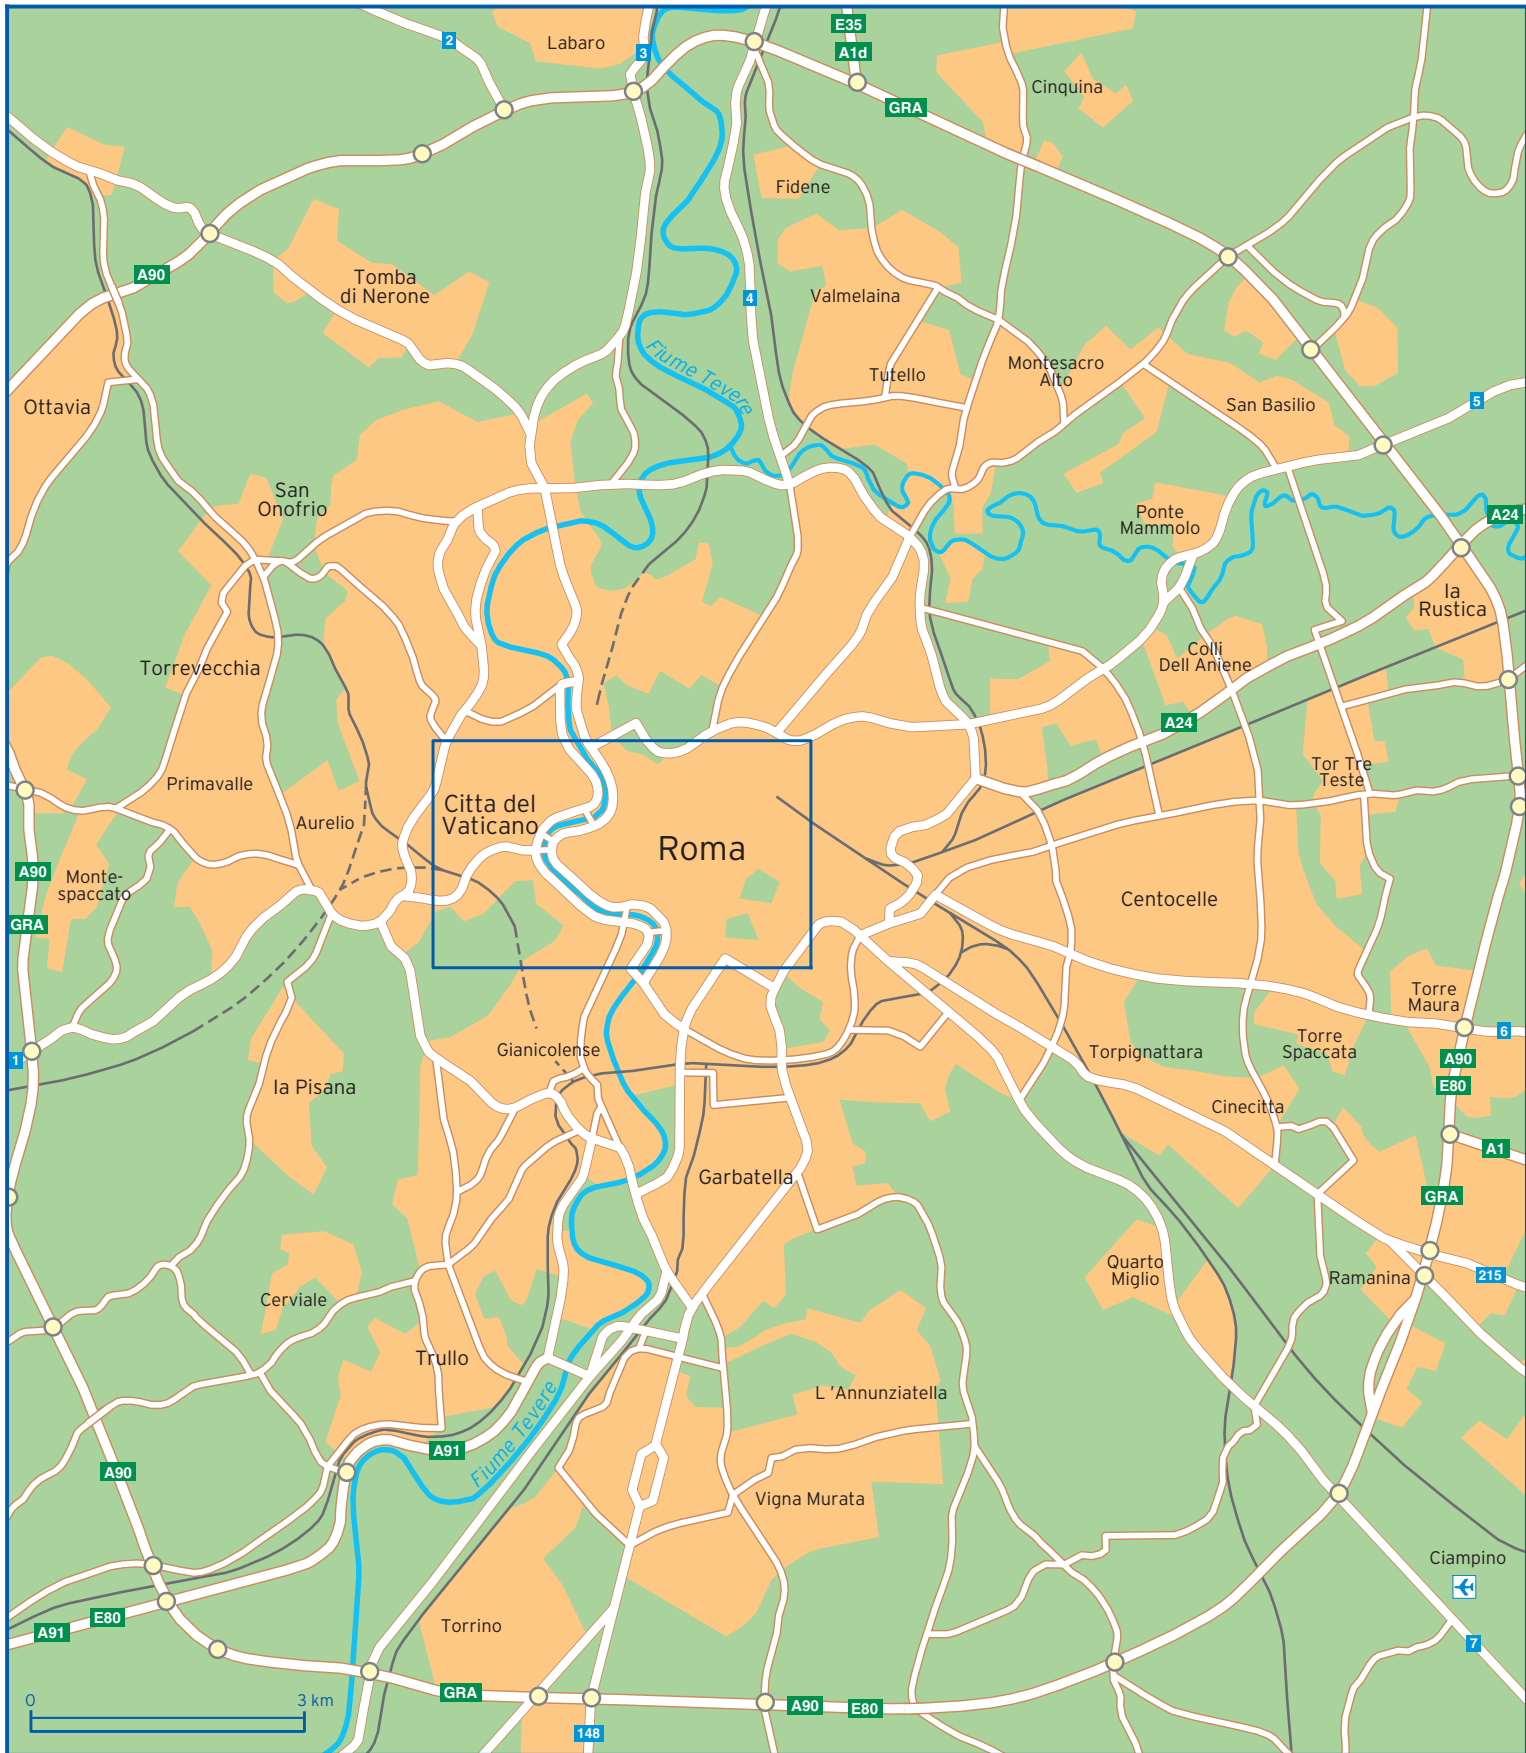 E35
2
Labaro
3
A1d
Cinquina
GRA
Fidene
A90
Tomba
di Nerone
Valmelaina
4
Fiume Tevere
Tutello
Montesacro
Alto
Ottavia
San Basilio
5
San
Onofrio
Ponte
Mammolo
A24
la
Rustica
Torrevecchia
Colli
Dell Aniene
A24
Primavalle
Tor Tre
Teste
Citta del
Vaticano
Aurelio
Roma
A90
Monte-
spaccato
Centocelle
GRA
Torre
Maura
6
Gianicolense
Torpignattara
Torre
Spaccata
1
A90
la Pisana
E80
Cinecitta
A1
Garbatella
GRA
Quarto
Miglio
Ramanina
215
Cerviale
Trullo
L 'Annunziatella
Fiume Tevere
A91
A90
Vigna Murata
Ciampino
E80
A91
Torrino
7
0
3 km
GRA
A90
E80
148